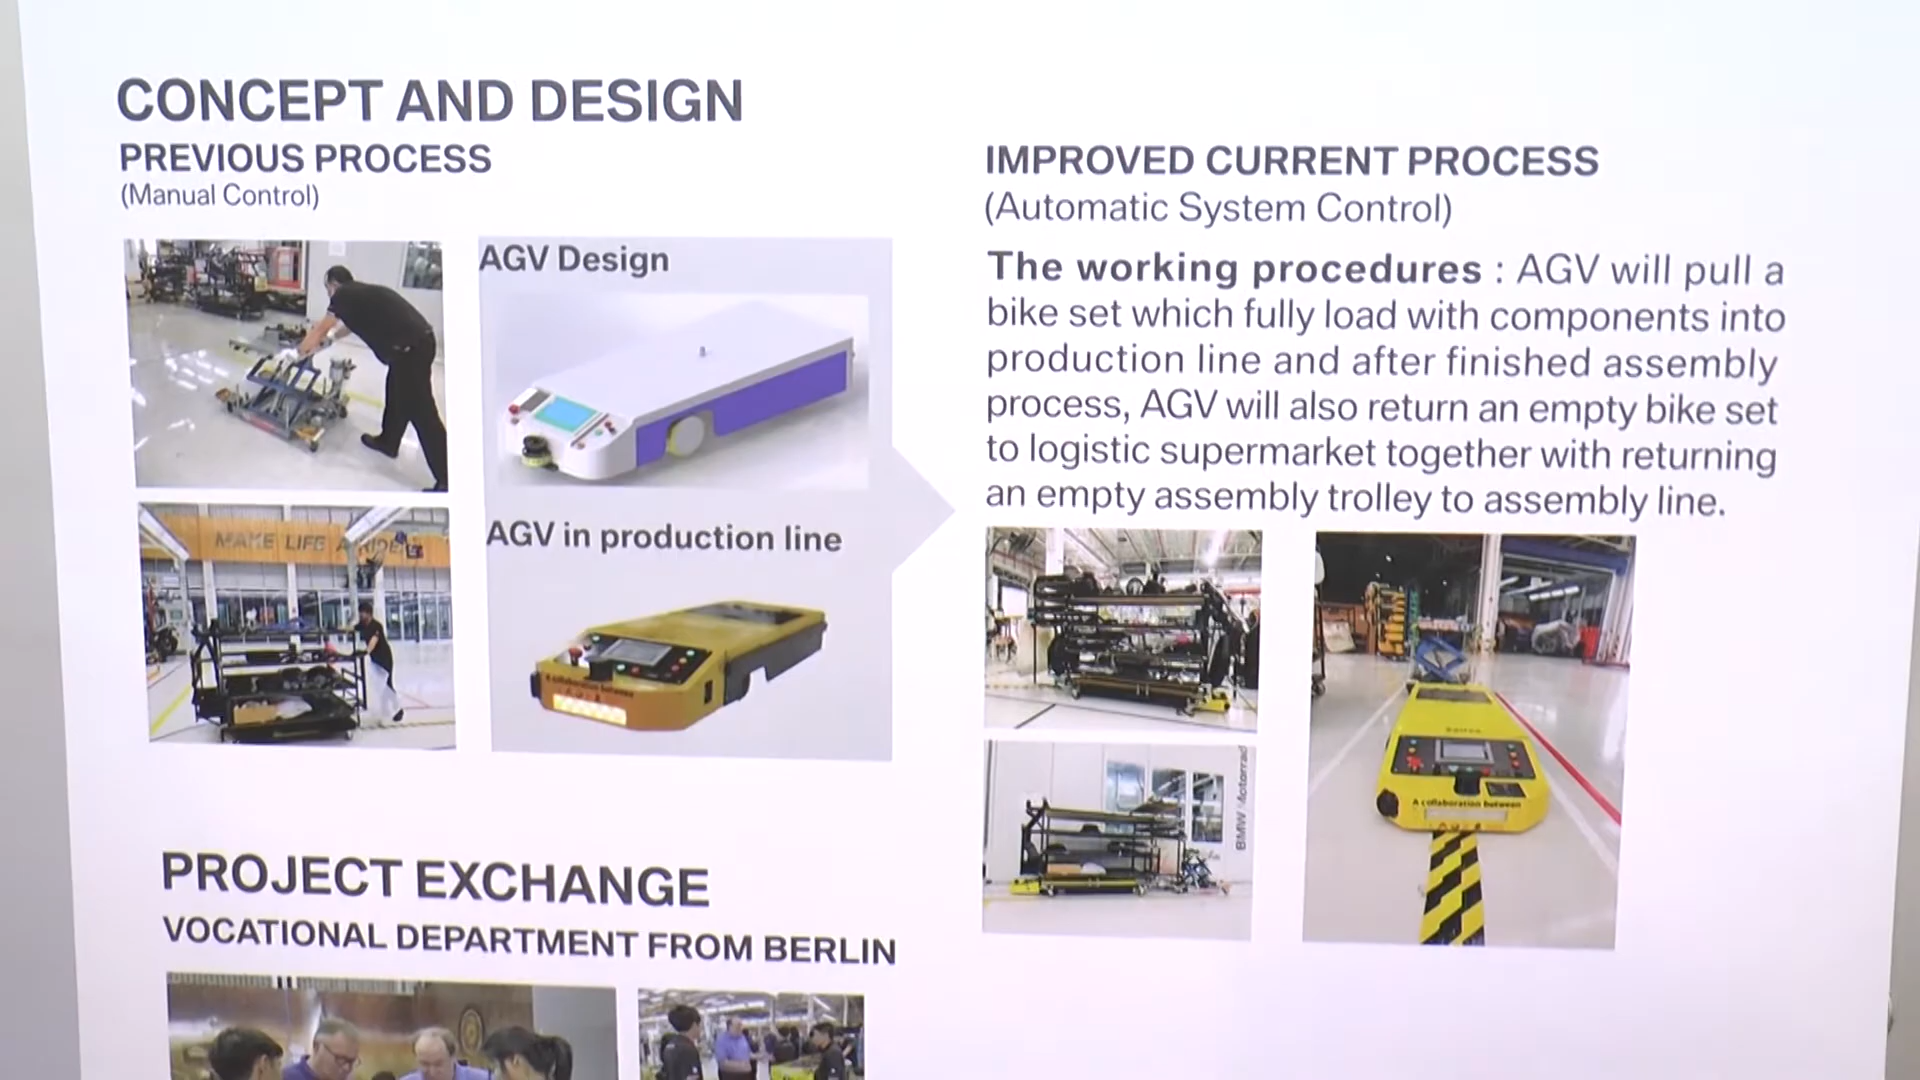 CONCEPT AND DESIGN
PREVIOUS PROCESS
(Manual Control)
AGV Design
MAKE LIFE A RIDE
AGV in production line
A collaboration between
IMPROVED CURRENT PROCESS
(Automatic System Control)
The working procedures : AGV will pull a
bike set which fully load with components into
production line and after finished assembly
process, AGV will also return an empty bike set
to logistic supermarket together with returning
an empty assembly trolley to assembly line.
BMW Motorrad
A collaboration between
PROJECT EXCHANGE
VOCATIONAL DEPARTMENT FROM BERLIN